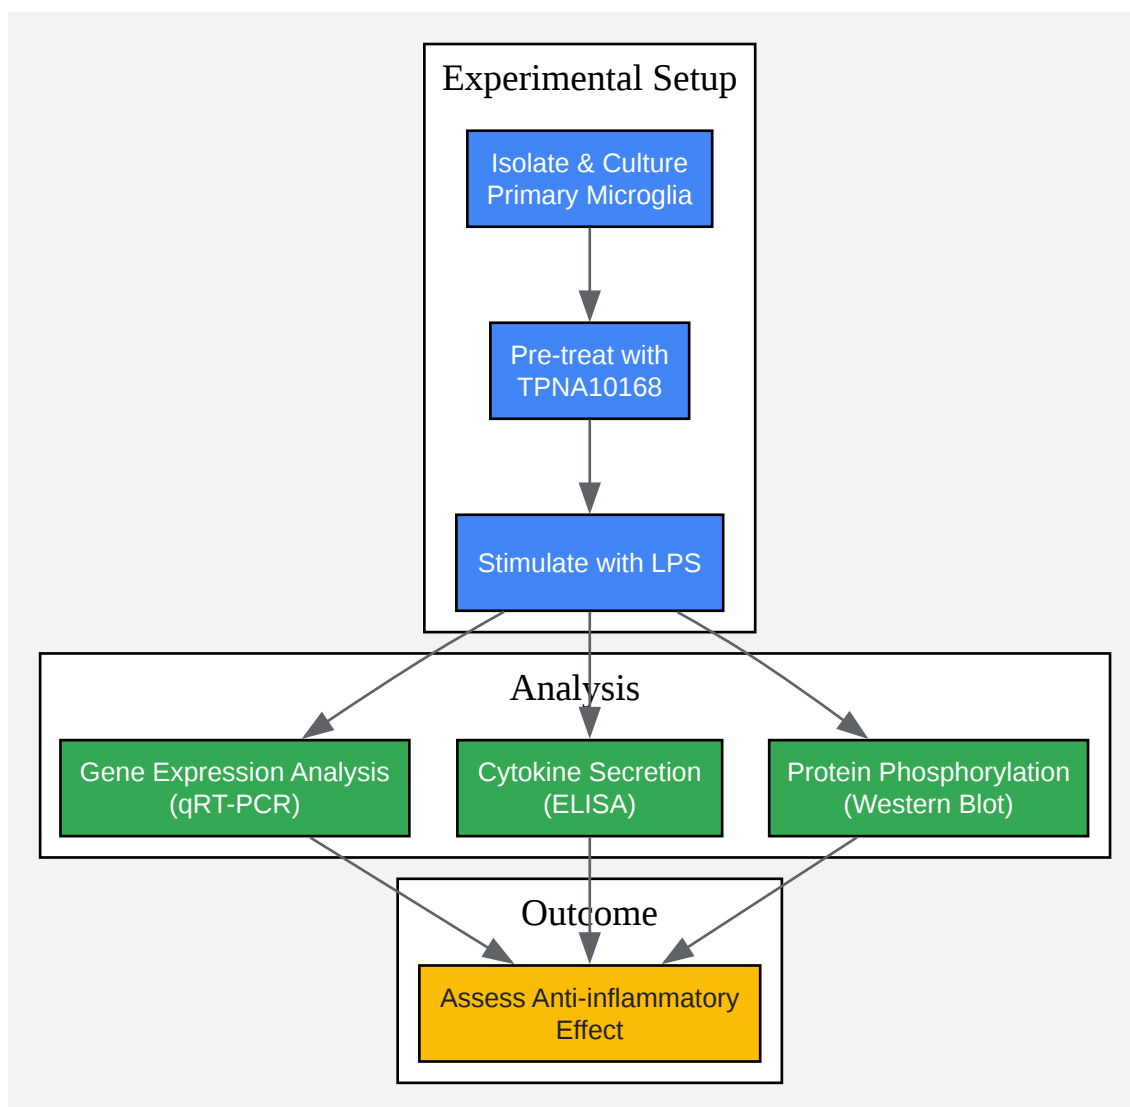 Experimental Setup
Isolate & Culture
Primary Microglia
Pre-treat with
TPNA10168
Stimulate with LPS
Analysis
Gene Expression Analysis
(qRT-PCR)
Cytokine Secretion
(ELISA)
Protein Phosphorylation
(Western Blot)
Outcome
Assess Anti-inflammatory
Effect